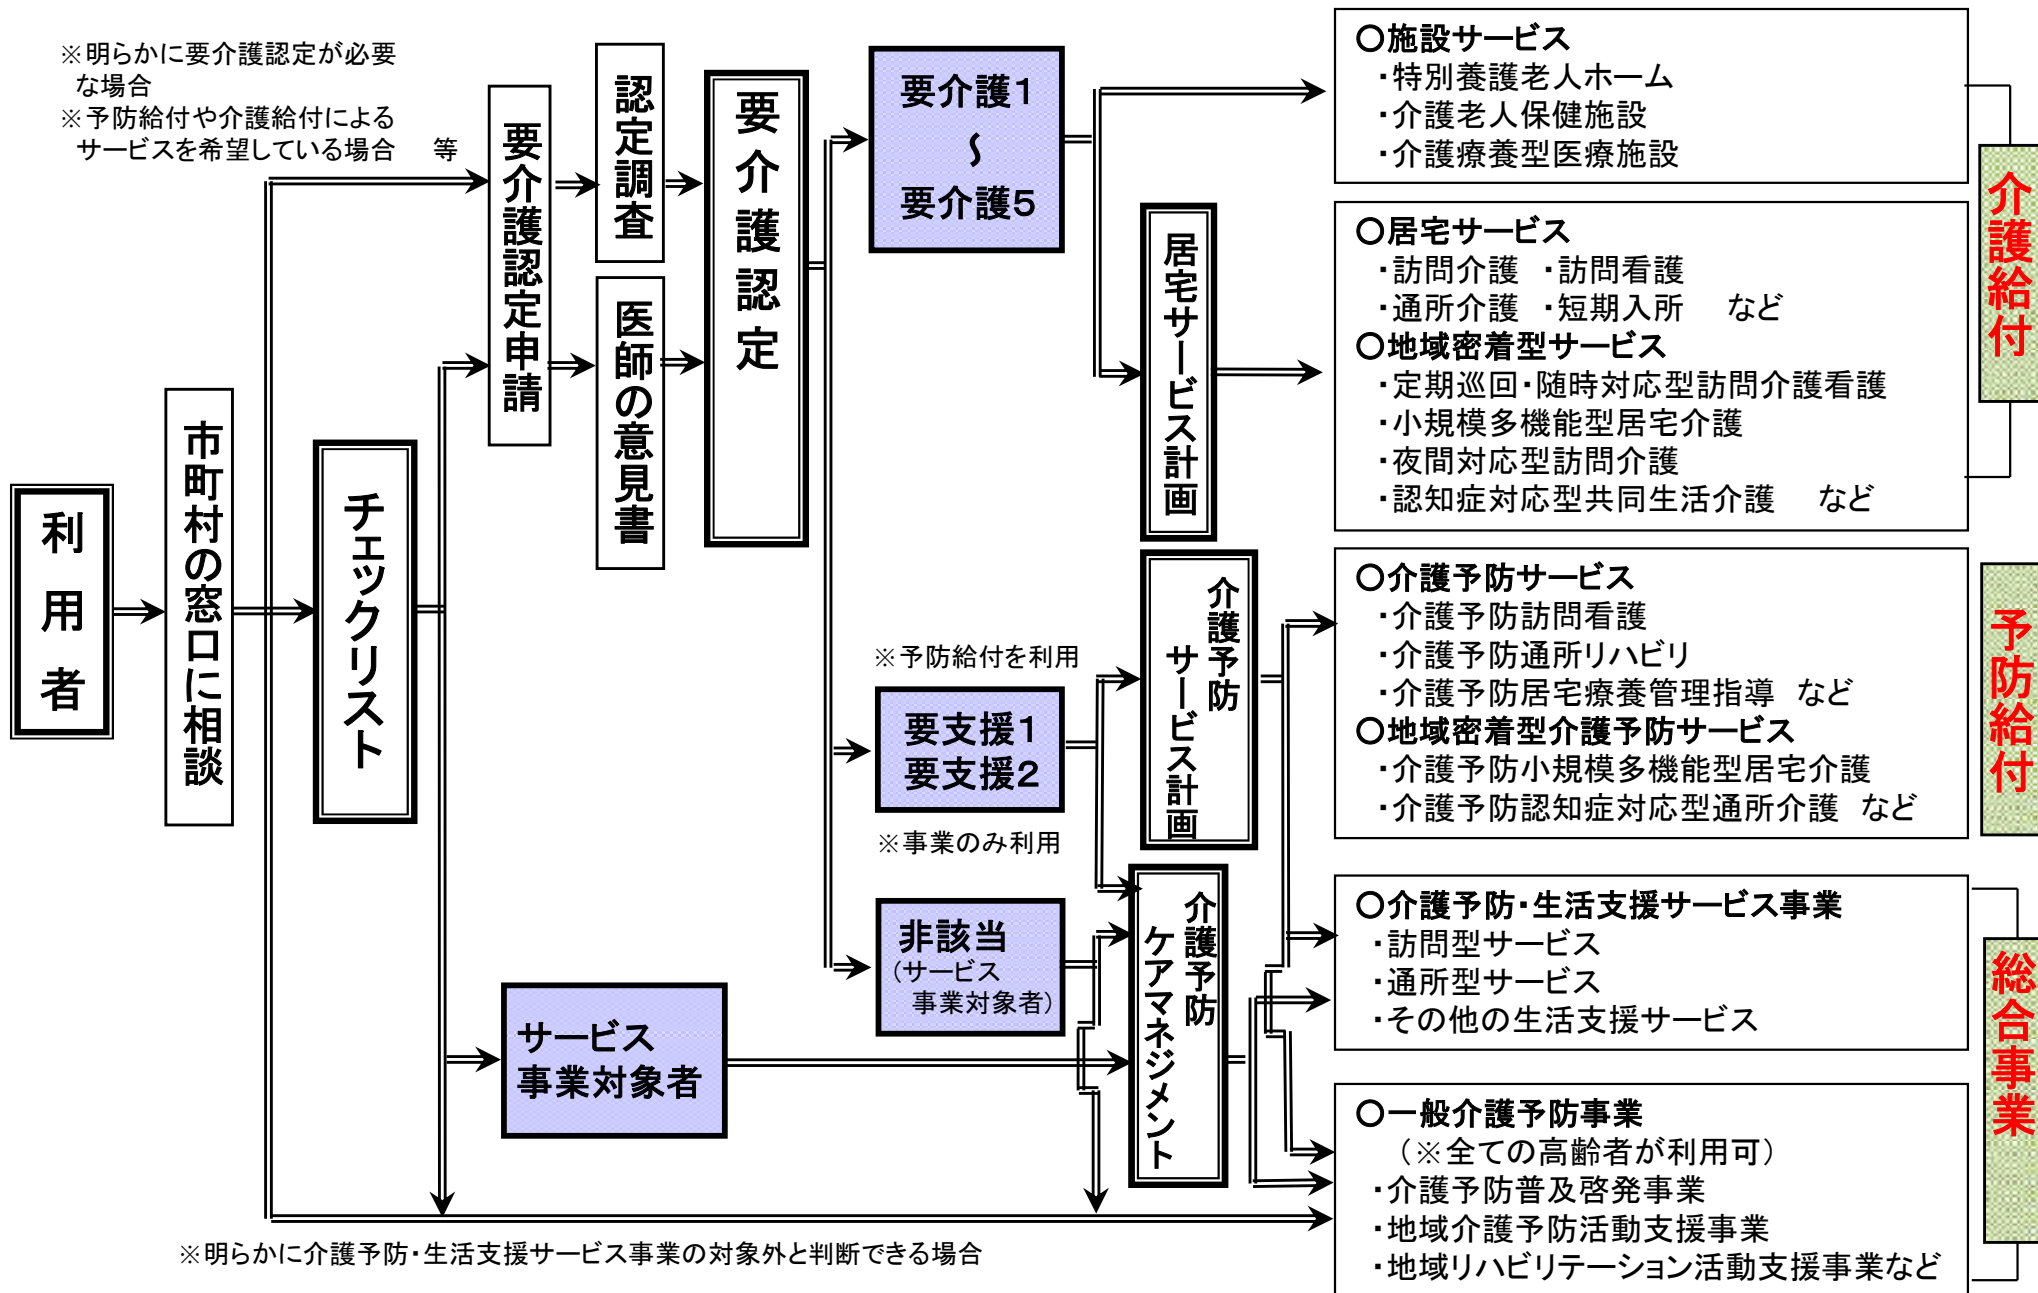 ※明らかに要介護認定が必要
な場合
※予防給付や介護給付による
サービスを希望している場合　等
利用者
市町村の窓口に相談
チェックリスト
要介護認定申請
認定調査
医師の意見書
要介護認定
要介護1
～
要介護5
※予防給付を利用
要支援1
要支援2
※事業のみ利用
非該当
(サービス
事業対象者)
サービス
事業対象者
居宅サービス計画
介護予防
サービス計画
介護予防
ケアマネジメント
○施設サービス
・特別養護老人ホーム
・介護老人保健施設
・介護療養型医療施設
○居宅サービス
・訪問介護　・訪問看護
・通所介護　・短期入所　など
○地域密着型サービス
・定期巡回・随時対応型訪問介護看護
・小規模多機能型居宅介護
・夜間対応型訪問介護
・認知症対応型共同生活介護　など
介護給付
○介護予防サービス
・介護予防訪問看護
・介護予防通所リハビリ
・介護予防居宅療養管理指導　など
○地域密着型介護予防サービス
・介護予防小規模多機能型居宅介護
・介護予防認知症対応型通所介護　など
予防給付
○介護予防・生活支援サービス事業
・訪問型サービス
・通所型サービス
・その他の生活支援サービス
○一般介護予防事業
（※全ての高齢者が利用可）
・介護予防普及啓発事業
・地域介護予防活動支援事業
・地域リハビリテーション活動支援事業など
総合事業
※明らかに介護予防・生活支援サービス事業の対象外と判断できる場合